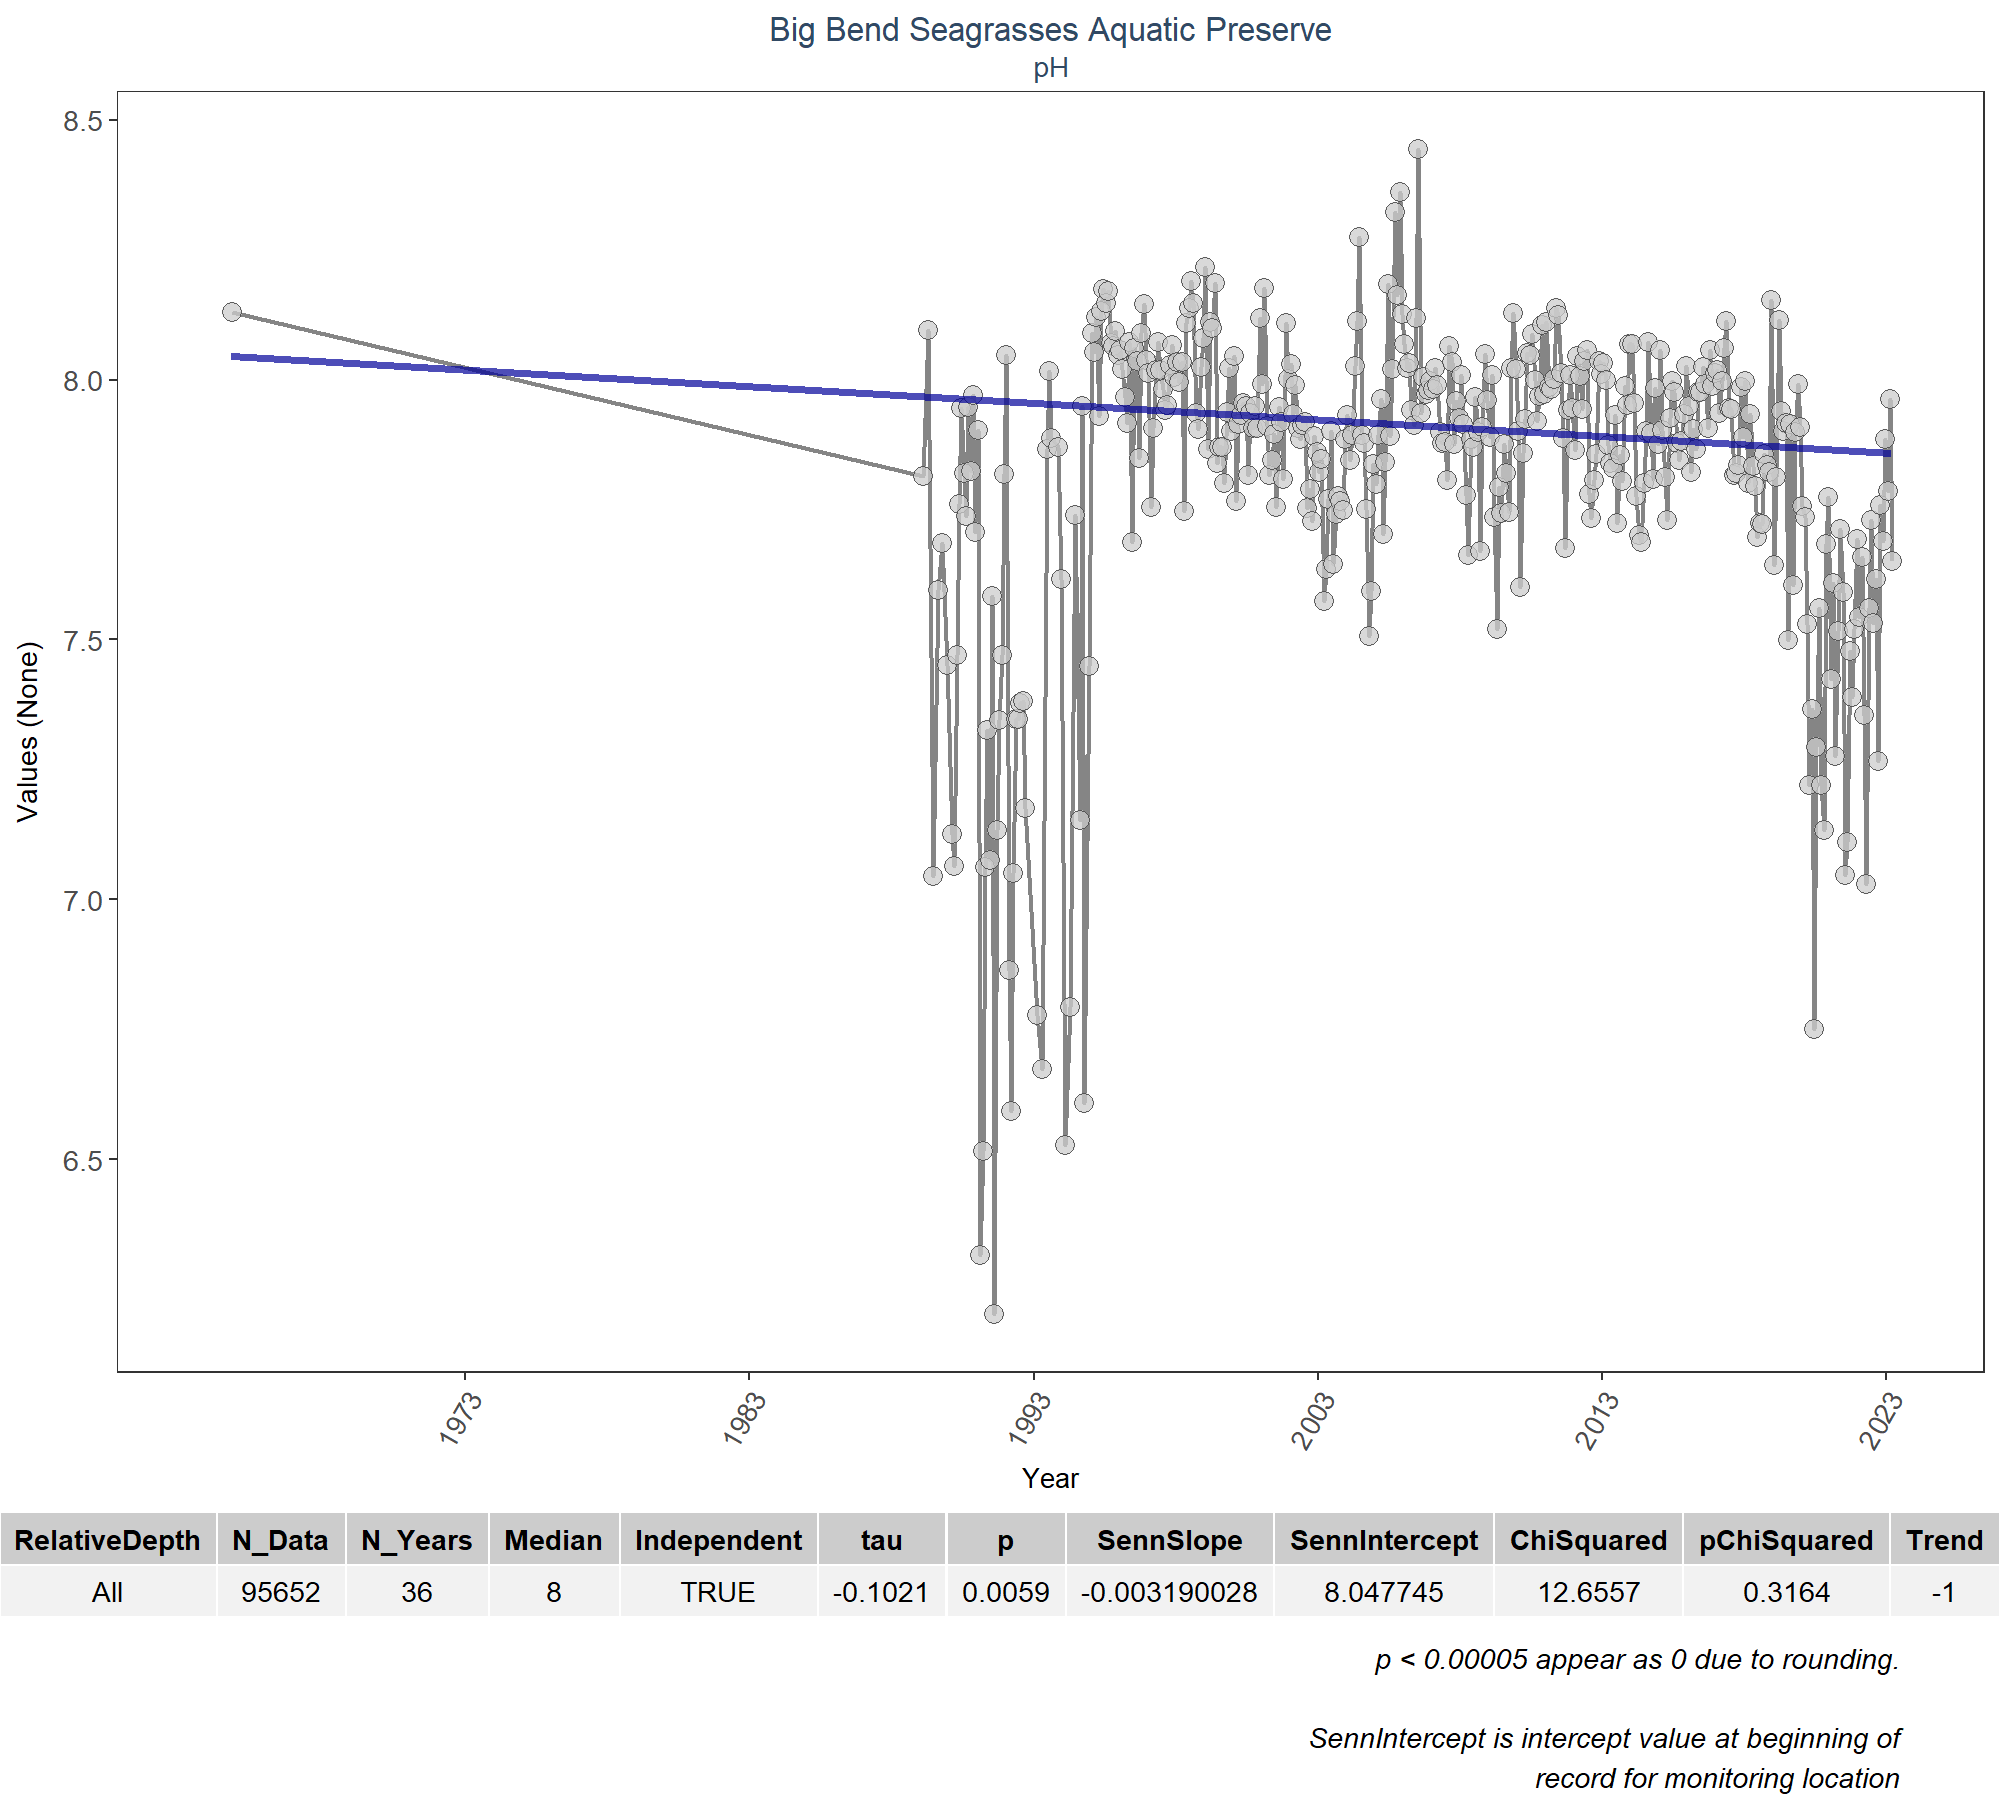 Big Bend Seagrasses Aquatic Preserve
pH
Values (None)
8.5
8.0
7.5
7.0
6.5
1973
1983
1993
2003
2013
2023
Year
RelativeDepth N_Data N_Years Median Independent tau p SennSlope SennIntercept ChiSquared pChiSquared Trend
All 95652 36 8 TRUE -0.1021 0.0059 -0.003190028 8.047745 12.6557 0.3164 -1
p < 0.00005 appear as 0 due to rounding.
SennIntercept is intercept value at beginning of
record for monitoring location